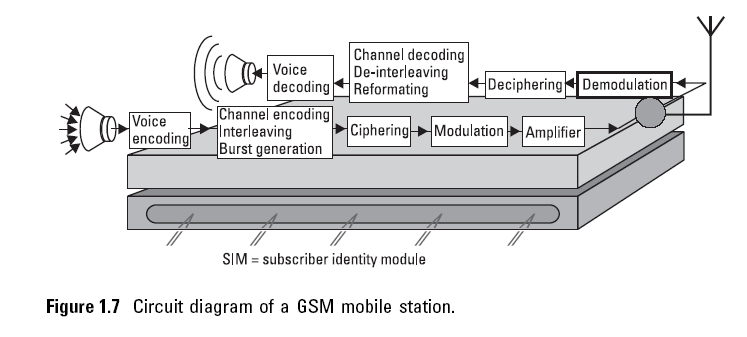 Voice
decoding
Channel decoding
De-interleaving
Reformating
Deciphering
Demodulation
Voice
encoding
Channel encoding
Interleaving
Burst generation
Ciphering
Modulation
Amplifier
SIM = subscriber identity module
Figure 1.7 Circuit diagram of a GSM mobile station.